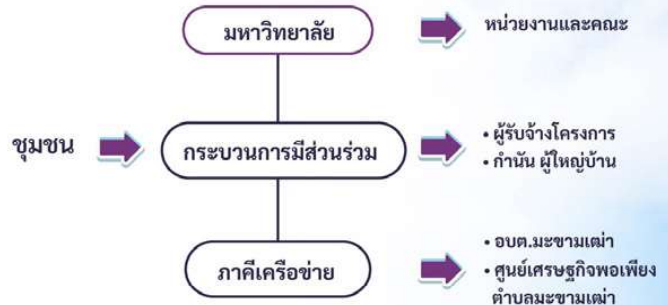 มหาวิทยาลัย
หน่วยงานและคณะ
ชุมชน
กระบวนการมีส่วนร่วม
• ผู้รับจ้างโครงการ
• กำนัน ผู้ใหญ่บ้าน
ภาคีเครือข่าย
• อบต.มะขามเฒ่า
• ศูนย์เศรษฐกิจพอเพียง
ตำบลมะขามเฒ่า